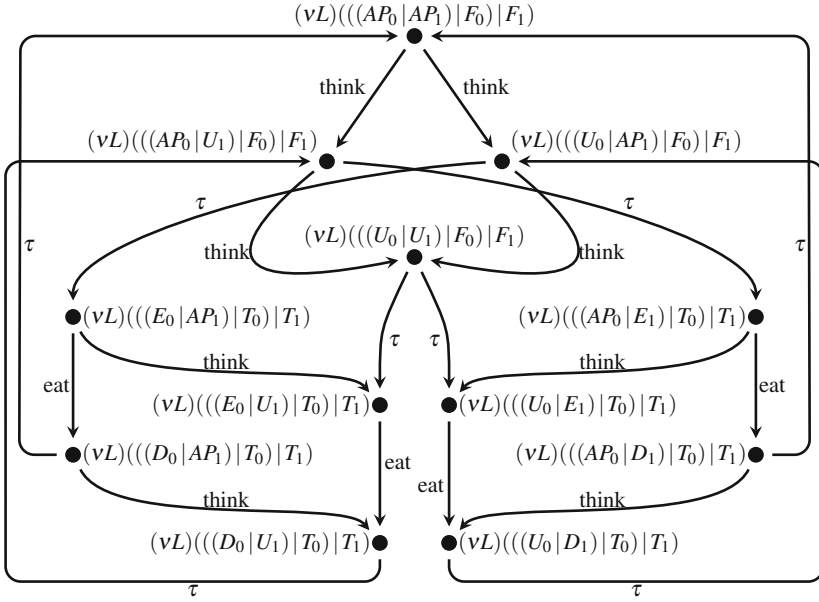 (νL)(((AP₀|AP₁)|F₀)|F₁)
think think
(νL)(((AP₀|U₁)|F₀)|F₁) (νL)(((U₀|AP₁)|F₀)|F₁)
τ τ
τ think (νL)(((U₀|U₁)|F₀)|F₁) think τ
(νL)(((E₀|AP₁)|T₀)|T₁) (νL)(((AP₀|E₁)|T₀)|T₁)
think τ τ think
eat eat
(νL)(((E₀|U₁)|T₀)|T₁) (νL)(((U₀|E₁)|T₀)|T₁)
(νL)(((D₀|AP₁)|T₀)|T₁) (νL)(((AP₀|D₁)|T₀)|T₁)
think eat eat think
(νL)(((D₀|U₁)|T₀)|T₁) (νL)(((U₀|D₁)|T₀)|T₁)
τ τ